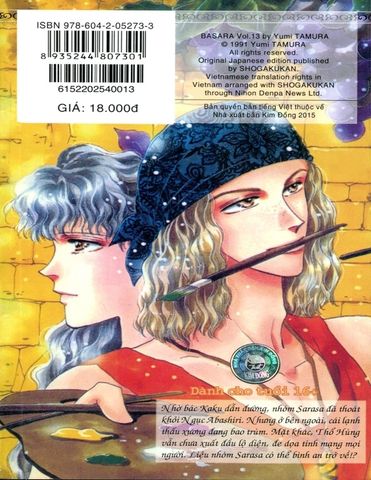 ISBN 978-604-2-05273-3
8 935244 807301
6152202540013
GIÁ: 18.000đ
BASARA Vol.13 by Yumi TAMURA
© 1991 Yumi TAMURA
All rights reserved.
Original Japanese edition published
by SHOGAKUKAN.
Vietnamese translation rights in
Vietnam arranged with SHOGAKUKAN
through Nihon Denpa News Ltd.
Bản quyền bản tiếng Việt thuộc về
Nhà xuất bản Kim Đồng 2015
KIM ĐỒNG
Dành cho tuổi 16+
Nhờ bác Kaku dẫn đường, nhóm Sarasa đã thoát
khỏi Ngục Abashiri. Nhưng ở bên ngoài, cái lạnh
thấu xương đang bao trùm. Mặt khác, Thổ Hùng
vẫn chưa xuất đầu lộ diện, đe dọa tính mạng mọi
người. Liệu nhóm Sarasa có thể bình an trở về!?